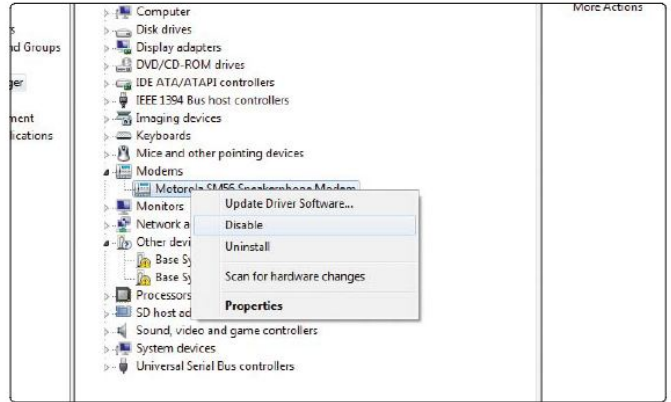 More Actions
Computer
Disk drives
nd Groups
Display adapters
DVD/CD-ROM drives
ger
IDE ATA/ATAPI controllers
IEEE 1394 Bus host controllers
ment
Imaging devices
lications
Keyboards
Mice and other pointing devices
Modems
Motorola SM56 Speakerphone Modem
Monitors
Update Driver Software...
Network a
Disable
Other devi
Uninstall
Base Sy
Base Sy
Scan for hardware changes
Processors
Properties
SD host ad
Sound, video and game controllers
System devices
Universal Serial Bus controllers